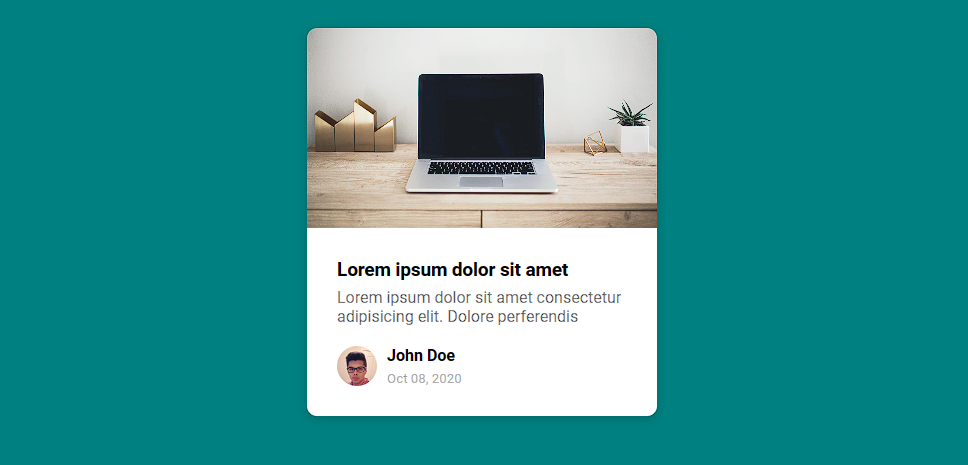 Lorem ipsum dolor sit amet
Lorem ipsum dolor sit amet consectetur
adipisicing elit. Dolore perferendis
John Doe
Oct 08, 2020